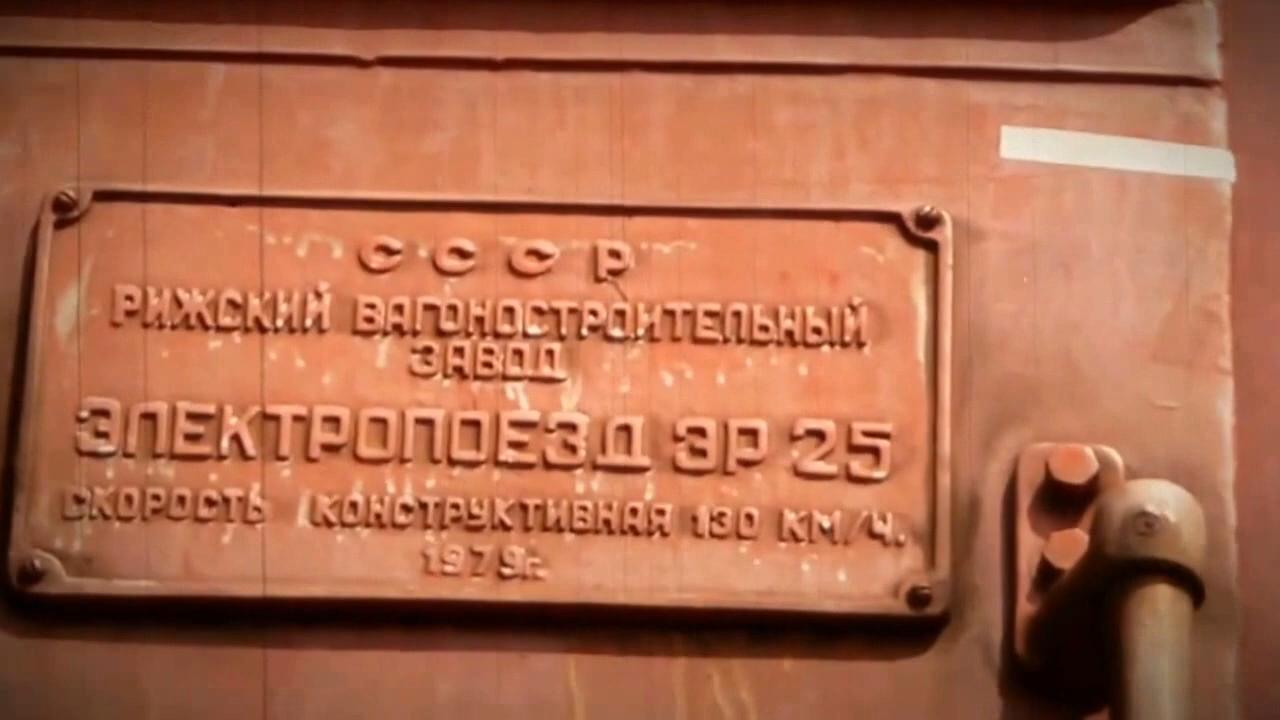 СССР
РИЖСКИЙ ВАГОНОСТРОИТЕЛЬНЫЙ
ЗАВОД
ЭЛЕКТРОПОЕЗД ЭР 25
СКОРОСТЬ КОНСТРУКТИВНАЯ 130 КМ/Ч.
1979г.